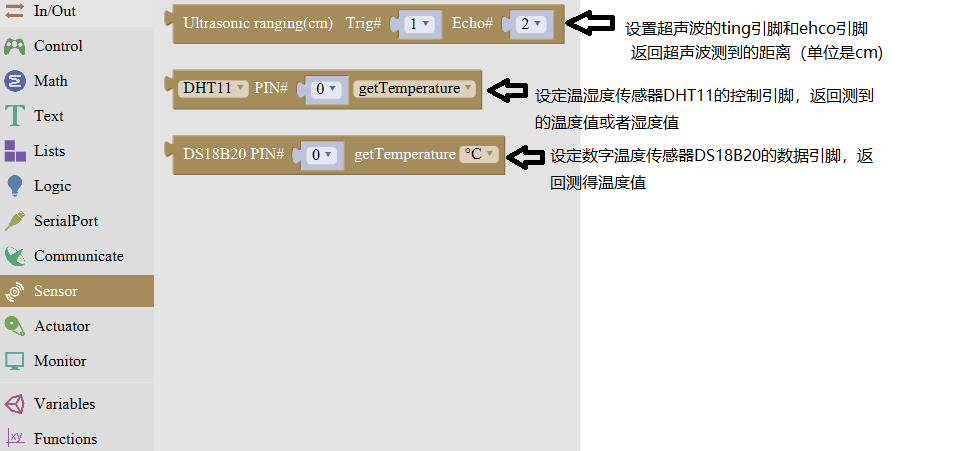 In/Out
Control
Math
Text
Lists
Logic
SerialPort
Communicate
Sensor
Actuator
Monitor
Variables
Functions
Ultrasonic ranging(cm) Trig# 1 Echo# 2
设置超声波的ting引脚和ehco引脚
返回超声波测到的距离（单位是cm)
DHT11 PIN# 0 getTemperature
设定温湿度传感器DHT11的控制引脚，返回测到
的温度值或者湿度值
DS18B20 PIN# 0 getTemperature °C
设定数字温度传感器DS18B20的数据引脚，返
回测得温度值